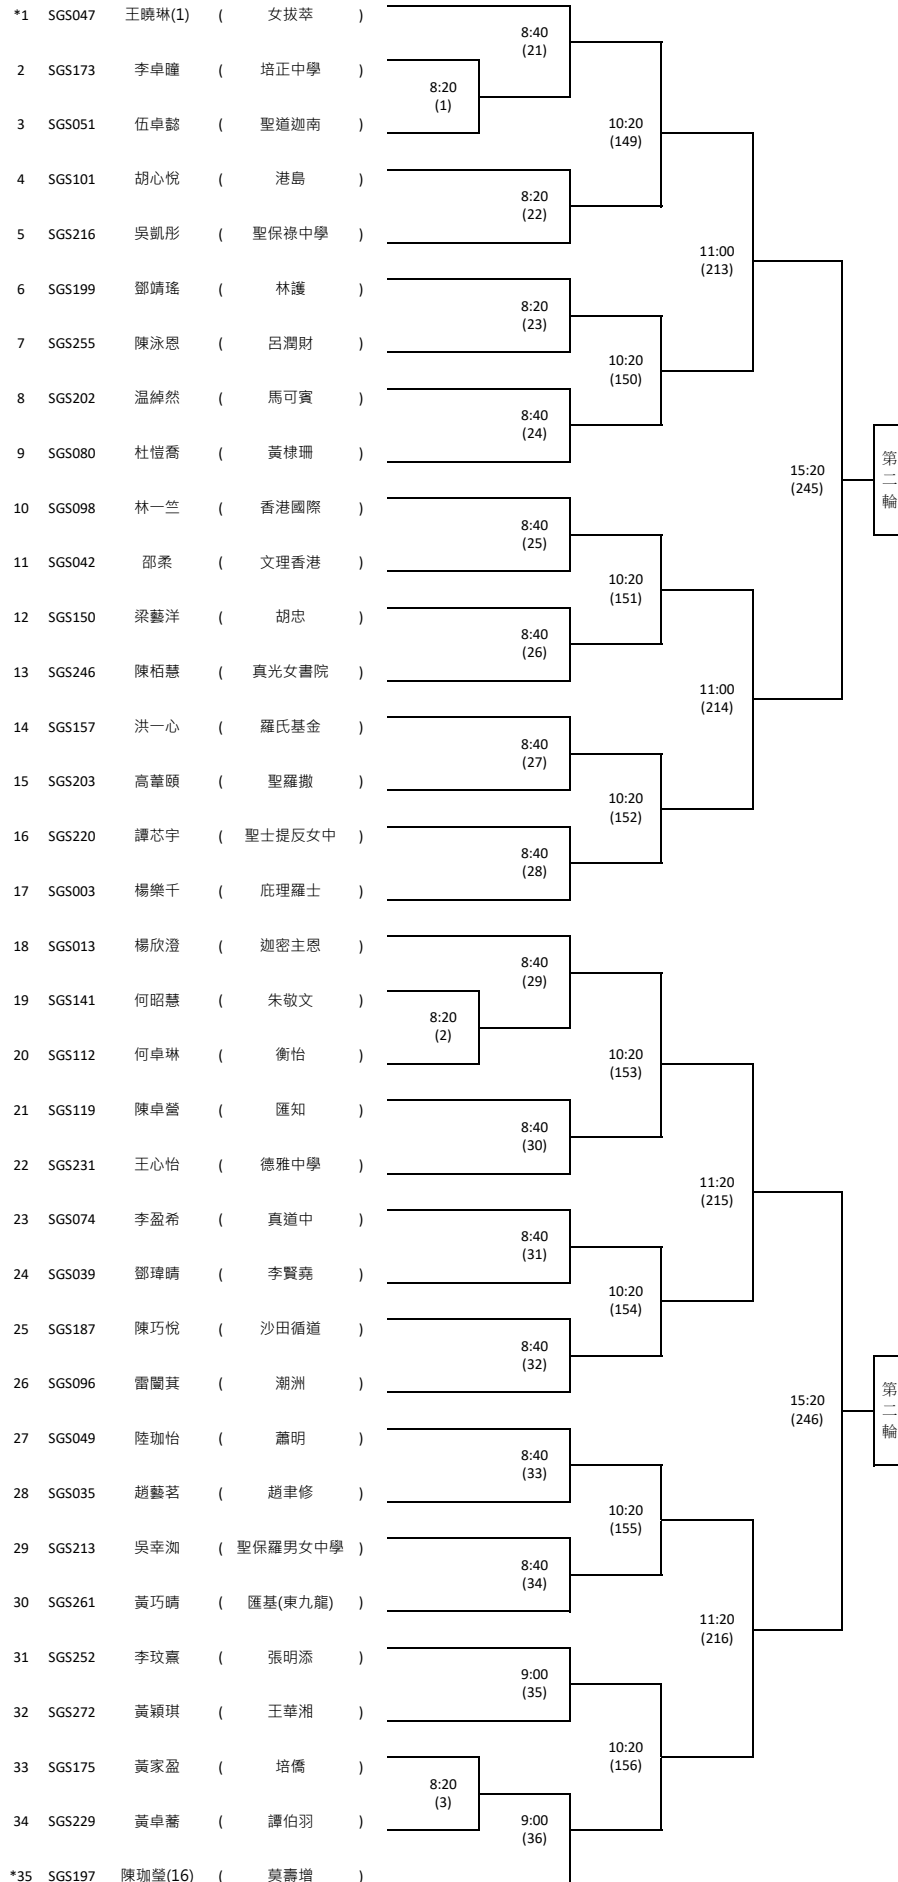 *1 SGS047 王曉琳(1) ( 女拔萃 )
8:40
(21)
2 SGS173 李卓瞳 ( 培正中學 )
8:20
(1)
3 SGS051 伍卓懿 ( 聖道迦南 )
10:20
(149)
4 SGS101 胡心悅 ( 港島 )
8:20
(22)
5 SGS216 吳凱彤 ( 聖保祿中學 )
11:00
(213)
6 SGS199 鄧靖瑤 ( 林護 )
8:20
(23)
7 SGS255 陳泳恩 ( 呂潤財 )
10:20
(150)
8 SGS202 温綽然 ( 馬可賓 )
8:40
(24)
9 SGS080 杜愷喬 ( 黃棣珊 )
15:20
(245)
第
二
輪
10 SGS098 林一竺 ( 香港國際 )
8:40
(25)
11 SGS042 邵柔 ( 文理香港 )
10:20
(151)
12 SGS150 梁藝洋 ( 胡忠 )
8:40
(26)
13 SGS246 陳栢慧 ( 真光女書院 )
11:00
(214)
14 SGS157 洪一心 ( 羅氏基金 )
8:40
(27)
15 SGS203 高葦頤 ( 聖羅撒 )
10:20
(152)
16 SGS220 譚芯宇 ( 聖士提反女中 )
8:40
(28)
17 SGS003 楊樂千 ( 庇理羅士 )
18 SGS013 楊欣澄 ( 迦密主恩 )
8:40
(29)
19 SGS141 何昭慧 ( 朱敬文 )
8:20
(2)
20 SGS112 何卓琳 ( 衡怡 )
10:20
(153)
21 SGS119 陳卓螢 ( 匯知 )
8:40
(30)
22 SGS231 王心怡 ( 德雅中學 )
11:20
(215)
23 SGS074 李盈希 ( 真道中 )
8:40
(31)
24 SGS039 鄧瑋晴 ( 李賢堯 )
10:20
(154)
25 SGS187 陳巧悅 ( 沙田循道 )
8:40
(32)
26 SGS096 雷闈萁 ( 潮洲 )
15:20
(246)
第
二
輪
27 SGS049 陸珈怡 ( 蕭明 )
8:40
(33)
28 SGS035 趙藝茗 ( 趙聿修 )
10:20
(155)
29 SGS213 吳幸洳 ( 聖保羅男女中學 )
8:40
(34)
30 SGS261 黃巧晴 ( 匯基(東九龍) )
11:20
(216)
31 SGS252 李玟熹 ( 張明添 )
9:00
(35)
32 SGS272 黃穎琪 ( 王華湘 )
10:20
(156)
33 SGS175 黃家盈 ( 培僑 )
8:20
(3)
34 SGS229 黃卓蕎 ( 譚伯羽 )
9:00
(36)
*35 SGS197 陳珈瑩(16) ( 莫壽增 )